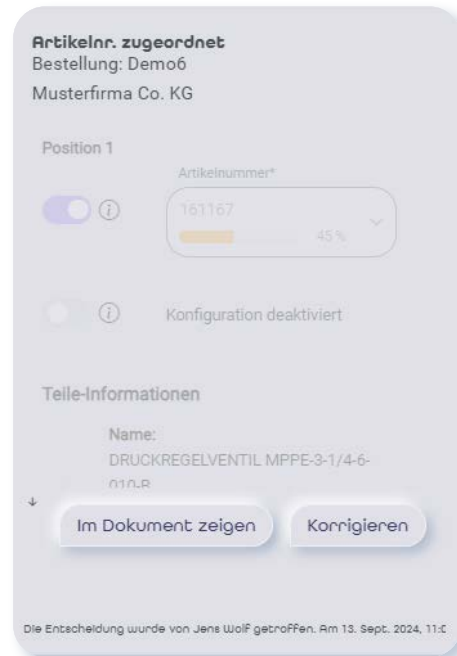 Artikelnr. zugeordnet
Bestellung: Demo6
Musterfirma Co. KG
Position 1
Artikelnummer*
161167
45 %
Konfiguration deaktiviert
Teile-Informationen
Name:
DRUCKREGELVENTIL MPPE-3-1/4-6-
010-B
Im Dokument zeigen
Korrigieren
Die Entscheidung wurde von Jens Wolf getroffen. Am 13. Sept. 2024,